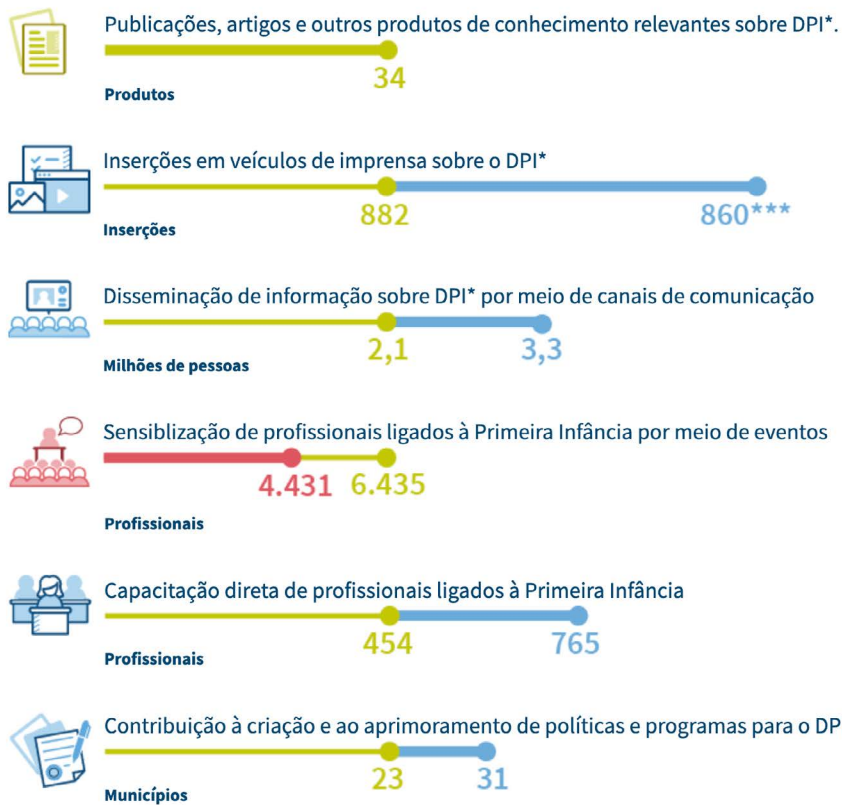 Publicações, artigos e outros produtos de conhecimento relevantes sobre DPI*.
34
Produtos
Inserções em veículos de imprensa sobre o DPI*
882 860***
Inserções
Disseminação de informação sobre DPI* por meio de canais de comunicação
2,1 3,3
Milhões de pessoas
Sensiblização de profissionais ligados à Primeira Infância por meio de eventos
4.431 6.435
Profissionais
Capacitação direta de profissionais ligados à Primeira Infância
454 765
Profissionais
Contribuição à criação e ao aprimoramento de políticas e programas para o DP
23 31
Municípios